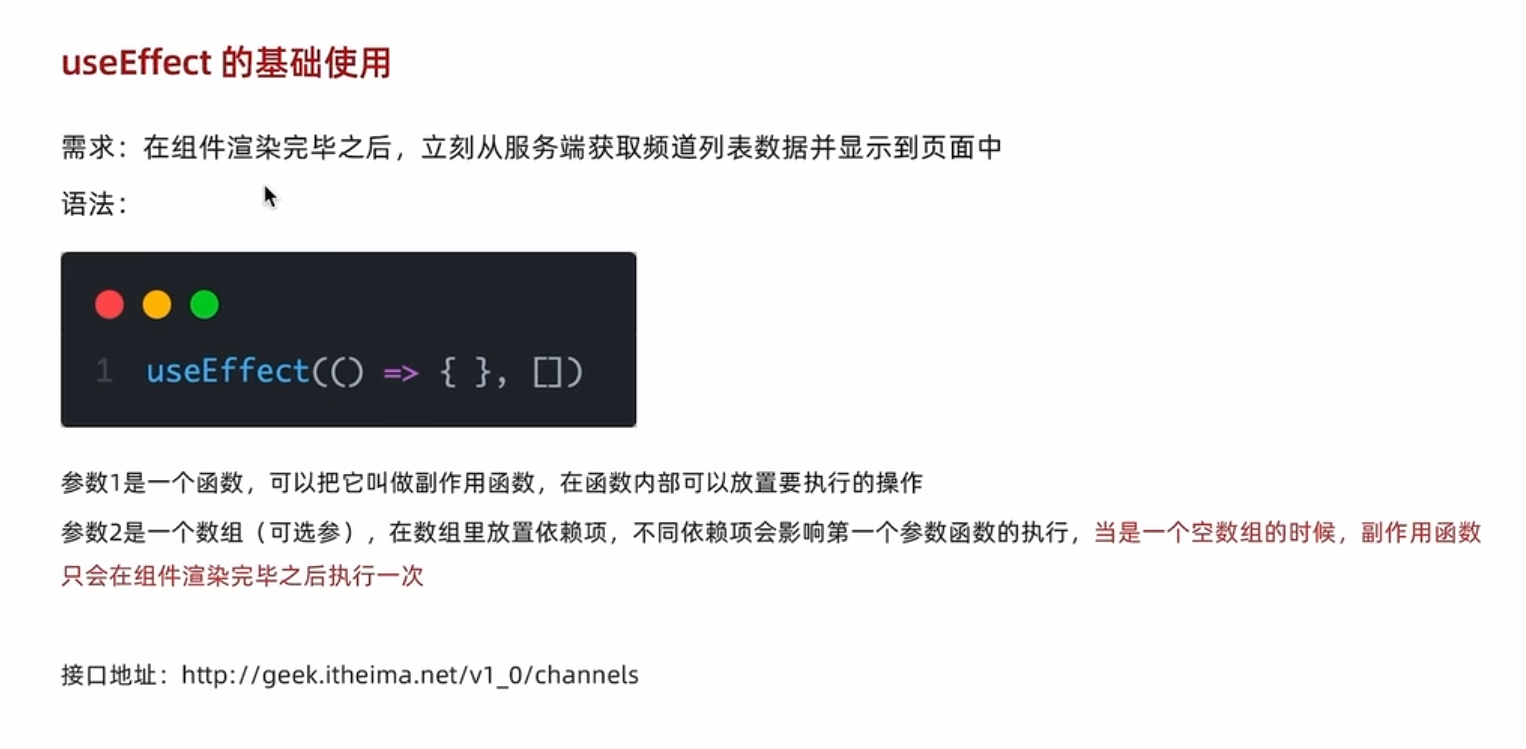 useEffect 的基础使用
需求：在组件渲染完毕之后，立刻从服务端获取频道列表数据并显示到页面中
语法：
1 useEffect(() => { }, [])
参数1是一个函数，可以把它叫做副作用函数，在函数内部可以放置要执行的操作
参数2是一个数组（可选参），在数组里放置依赖项，不同依赖项会影响第一个参数函数的执行，当是一个空数组的时候，副作用函数
只会在组件渲染完毕之后执行一次
接口地址：http://geek.itheima.net/v1_0/channels